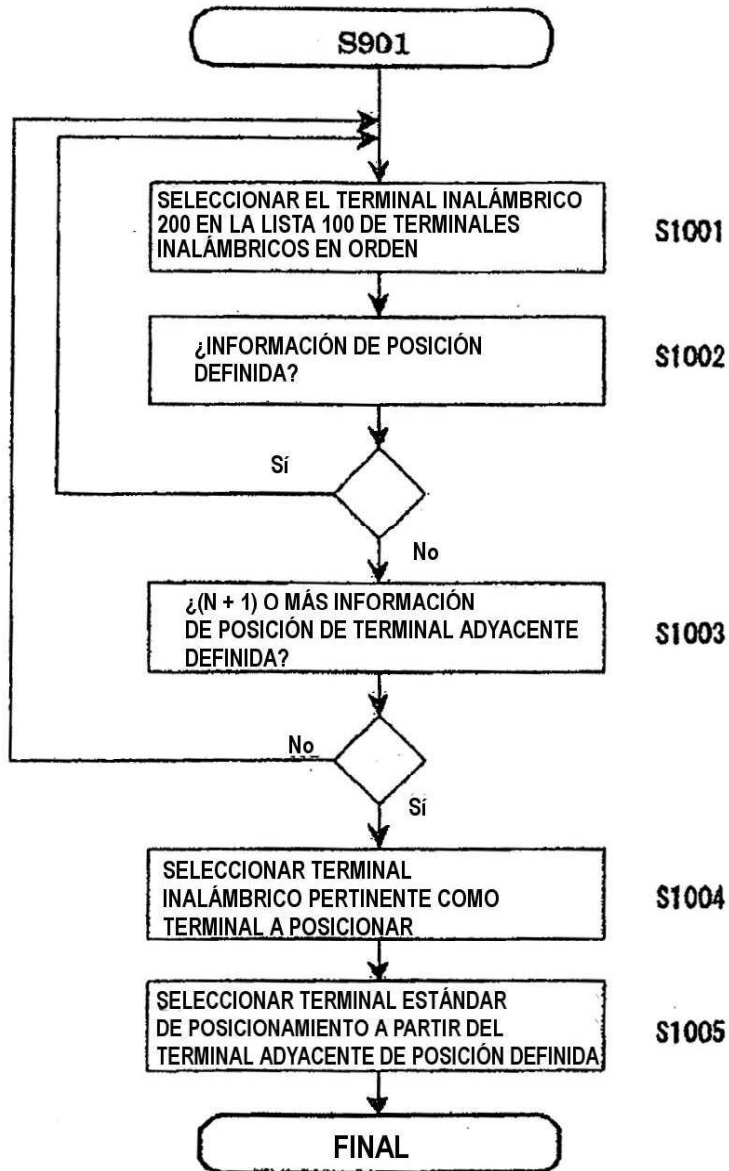 S901
SELECCIONAR EL TERMINAL INALÁMBRICO
200 EN LA LISTA 100 DE TERMINALES
INALÁMBRICOS EN ORDEN
S1001
¿INFORMACIÓN DE POSICIÓN
DEFINIDA?
S1002
Sí
No
¿(N + 1) O MÁS INFORMACIÓN
DE POSICIÓN DE TERMINAL ADYACENTE
DEFINIDA?
S1003
No
Sí
SELECCIONAR TERMINAL
INALÁMBRICO PERTINENTE COMO
TERMINAL A POSICIONAR
S1004
SELECCIONAR TERMINAL ESTÁNDAR
DE POSICIONAMIENTO A PARTIR DEL
TERMINAL ADYACENTE DE POSICIÓN DEFINIDA
S1005
FINAL